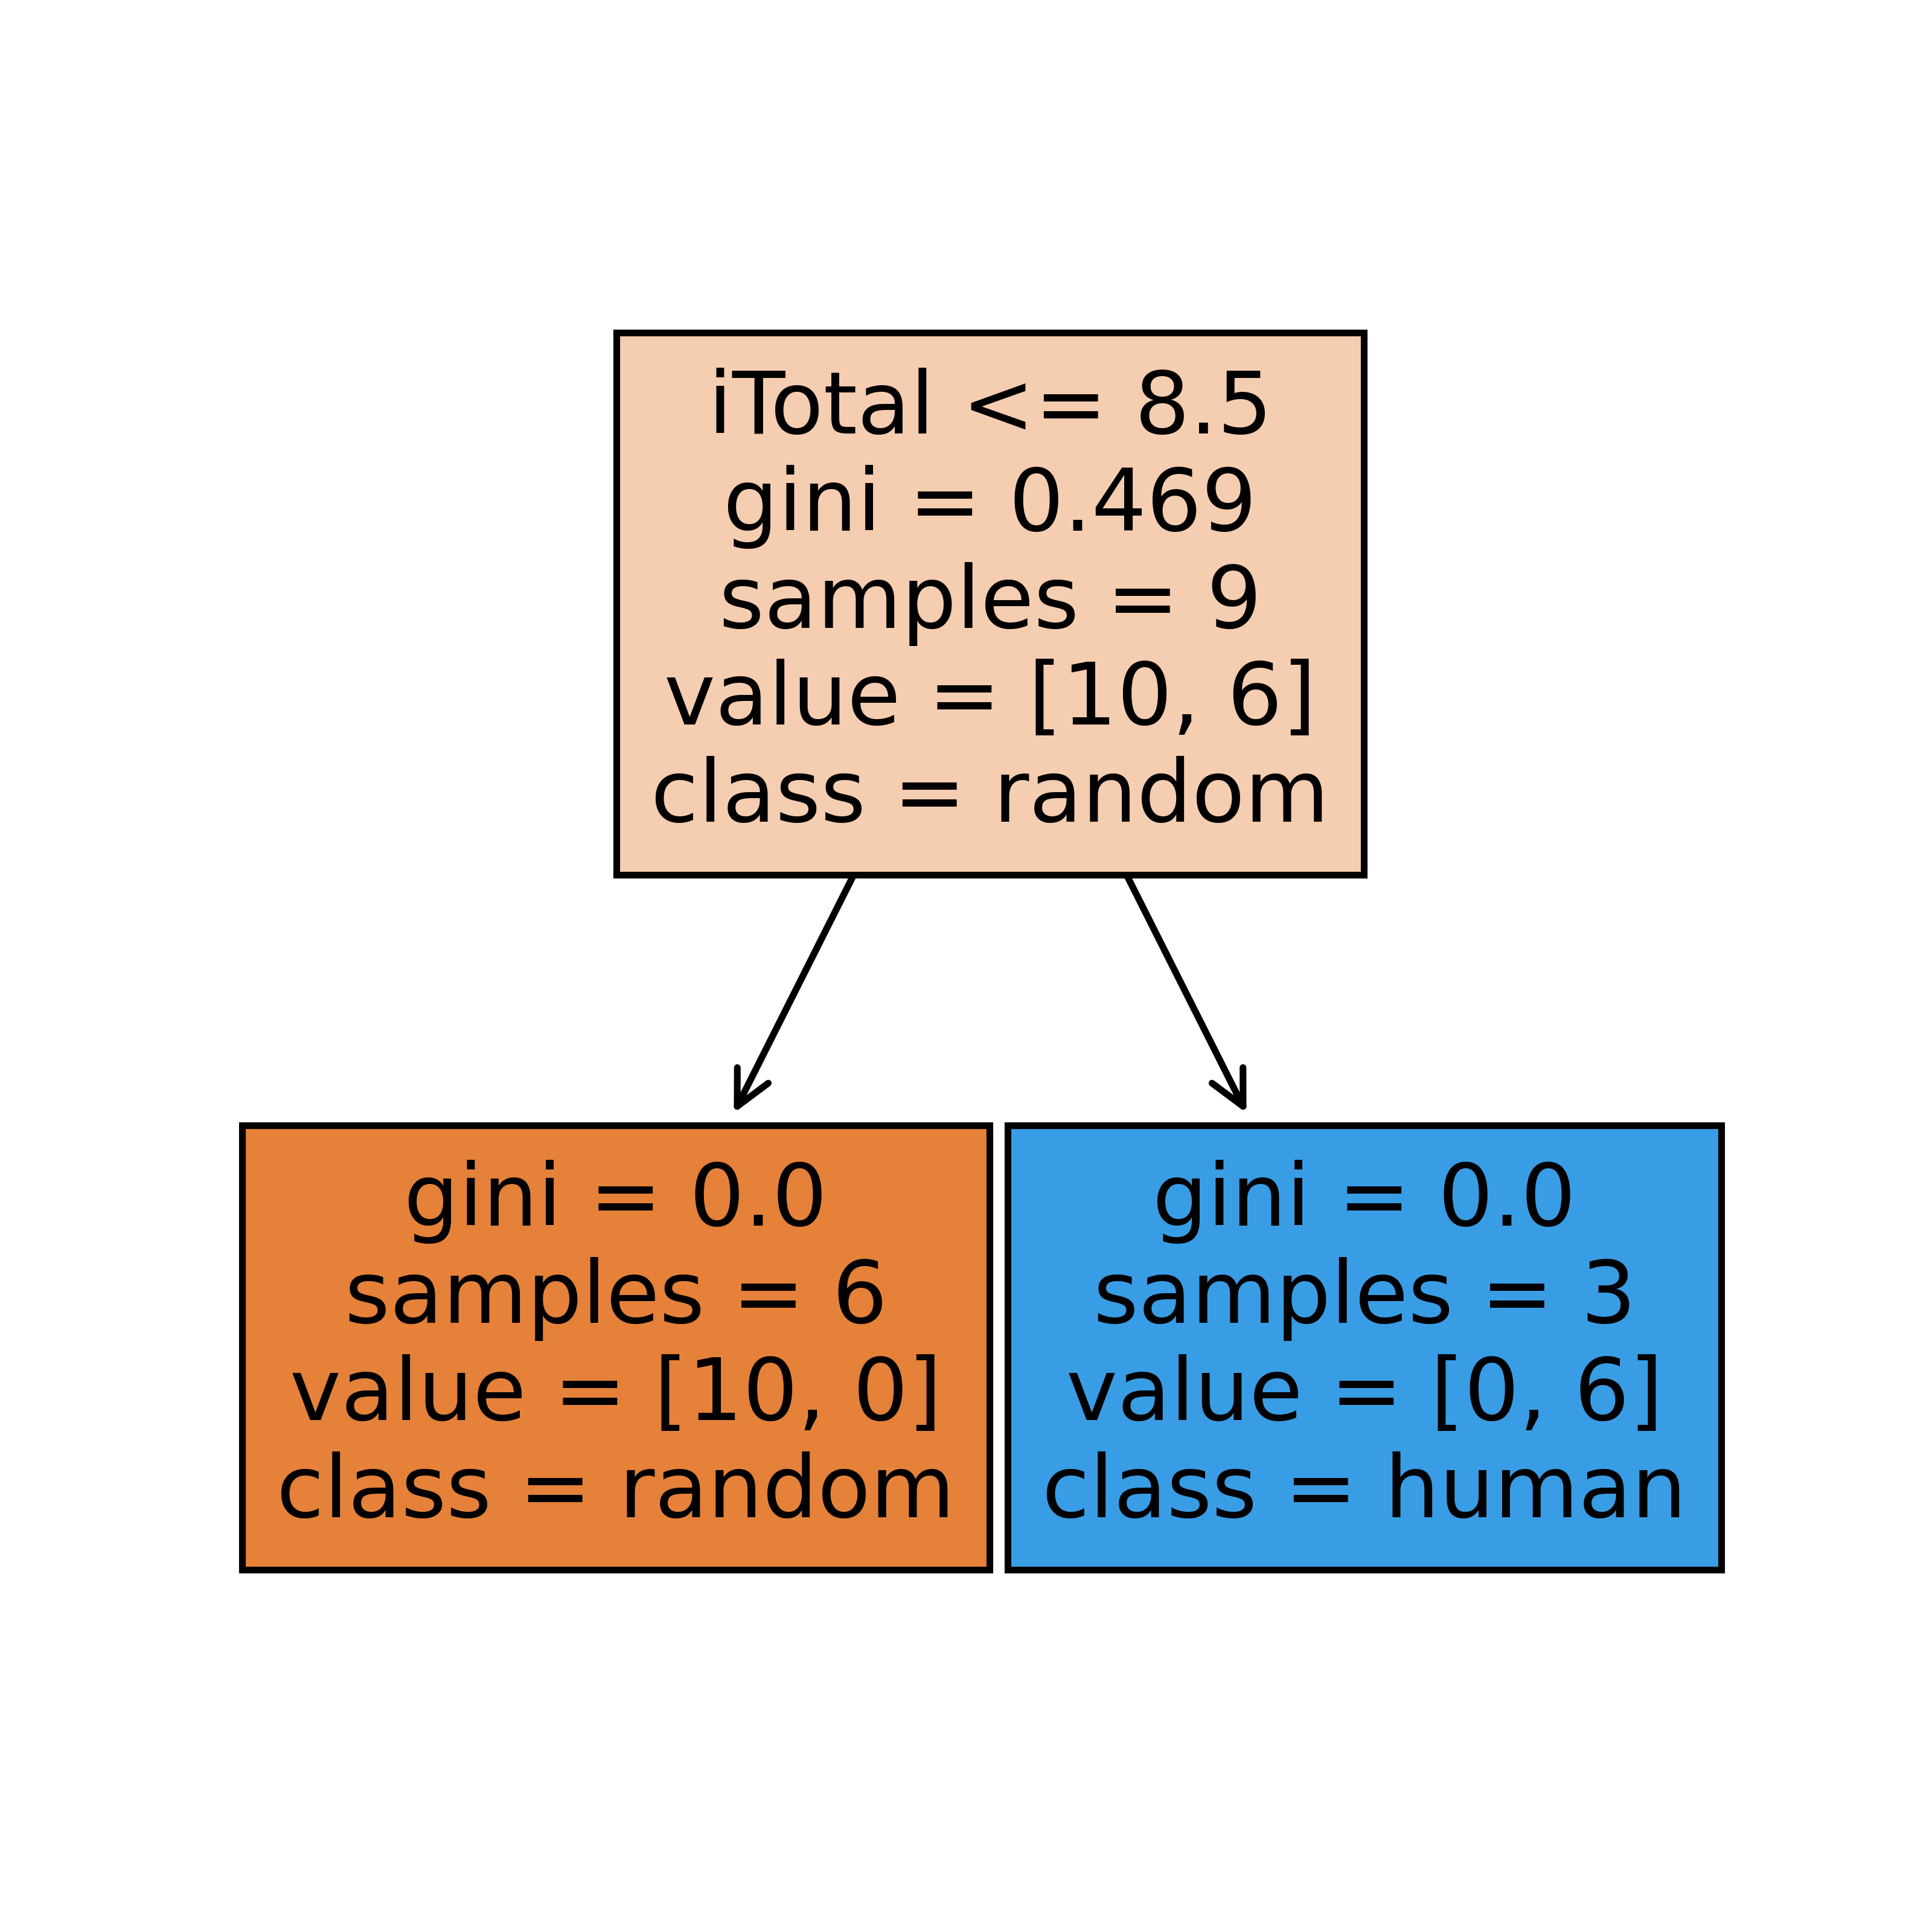 iTotal <= 8.5
gini = 0.469
samples = 9
value = [10, 6]
class = random
gini = 0.0
samples = 6
value = [10, 0]
class = random
gini = 0.0
samples = 3
value = [0, 6]
class = human